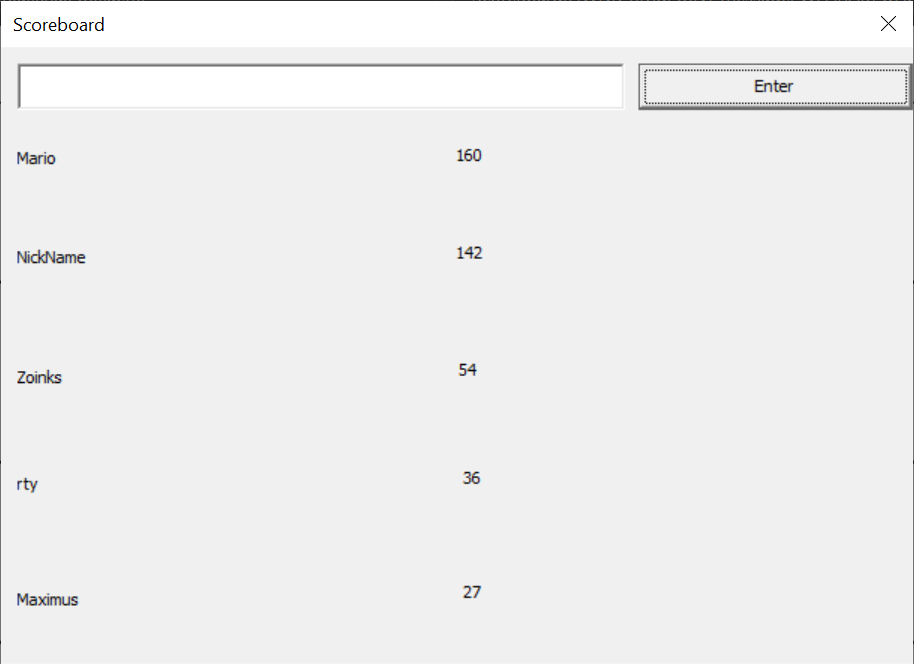 Scoreboard
Enter
Mario 160
NickName 142
Zoinks 54
rty 36
Maximus 27